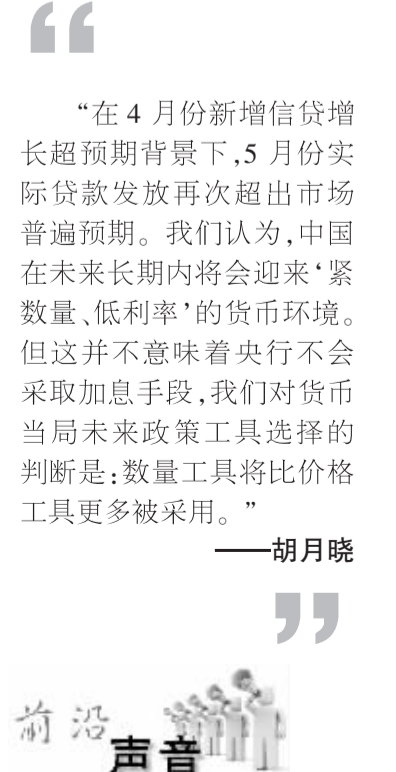 “在 4 月份新增信贷增
长超预期背景下,5 月份实
际贷款发放再次超出市场
普遍预期。我们认为,中国
在未来长期内将会迎来‘紧
数量、低利率’的货币环境。
但这并不意味着央行不会
采取加息手段,我们对货币
当局未来政策工具选择的
判断是:数量工具将比价格
工具更多被采用。”
——胡月晓
前沿
声音